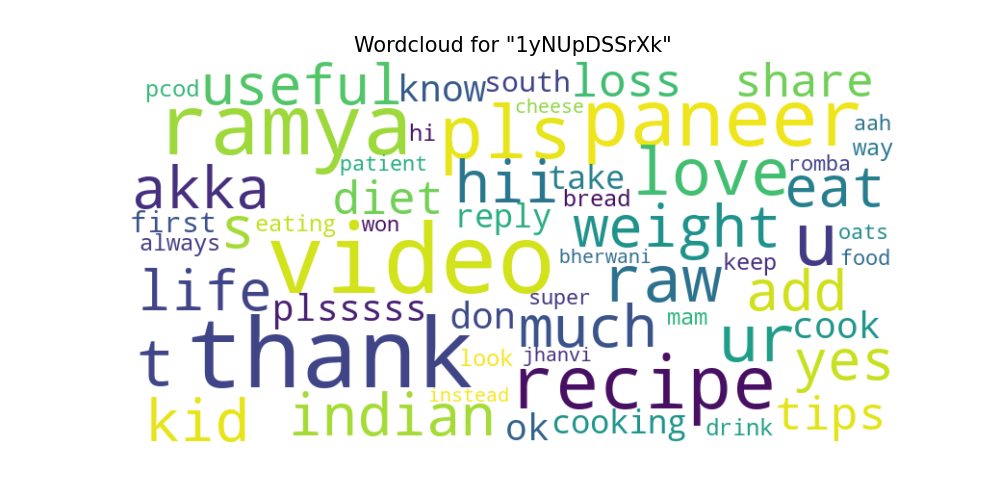 Wordcloud for "1yNUpDSSrXk"
pcod useful know south loss share
cheese
ramya hi pls paneer aah
way
patient love romba
akka diet hii take bread eat
first s eating won reply weight u oats
always video bherwani keep food
life plsssss super raw add
don much mam ur cook
t thank look jhanvi yes
instead recipe
kid indian ok cooking drink tips